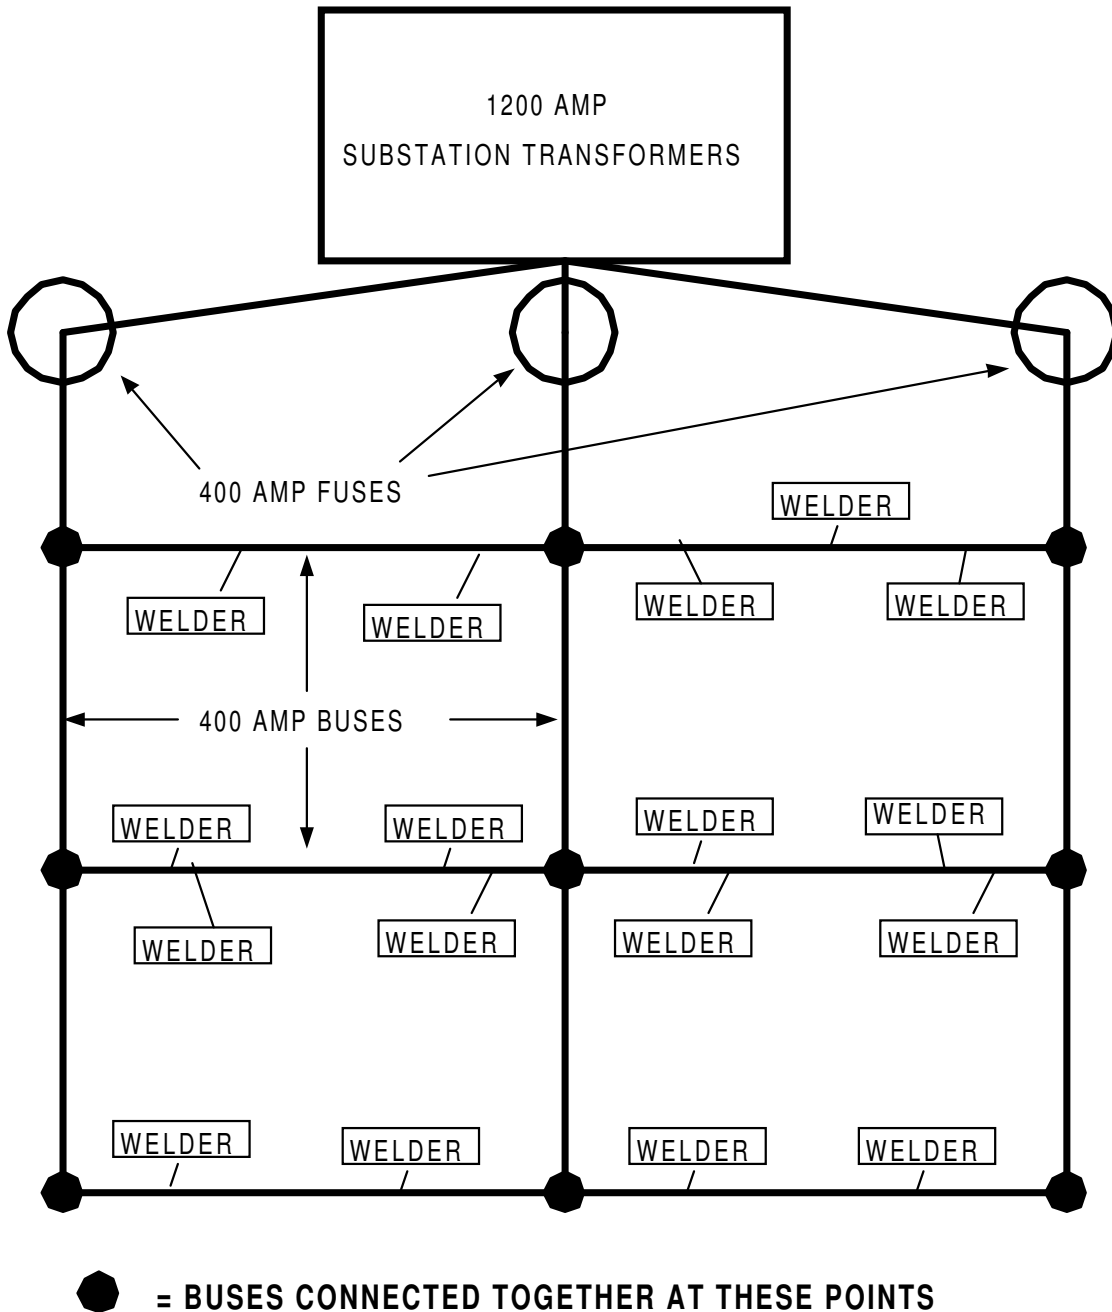 1200 AMP
SUBSTATION TRANSFORMERS
400 AMP FUSES
WELDER
WELDER
WELDER
WELDER
WELDER
400 AMP BUSES
WELDER
WELDER
WELDER
WELDER
WELDER
WELDER
WELDER
WELDER
WELDER
WELDER
WELDER
WELDER
= BUSES CONNECTED TOGETHER AT THESE POINTS